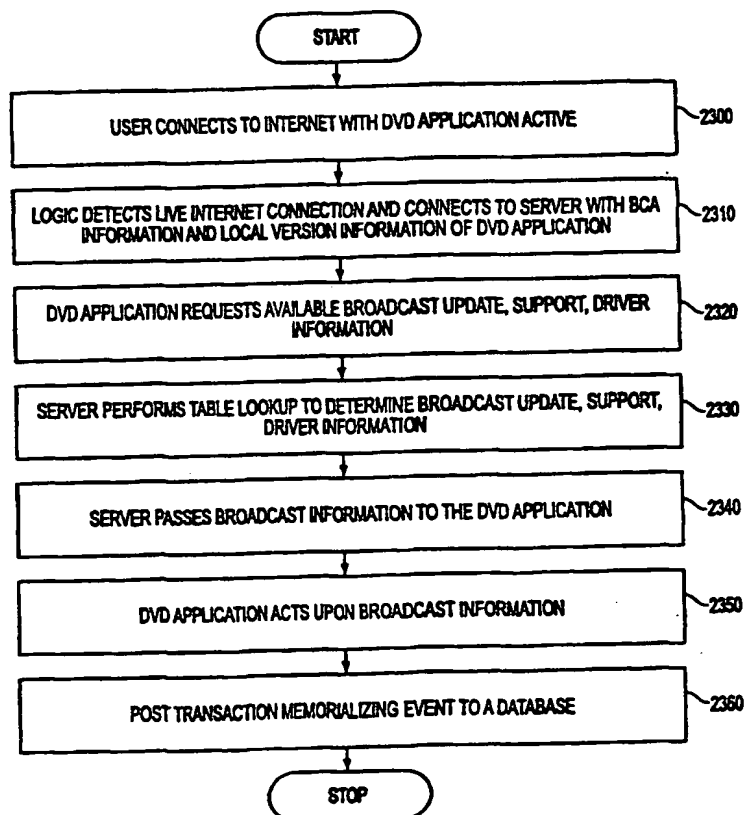 START
USER CONNECTS TO INTERNET WITH DVD APPLICATION ACTIVE
2300
LOGIC DETECTS LIVE INTERNET CONNECTION AND CONNECTS TO SERVER WITH BCA
INFORMATION AND LOCAL VERSION INFORMATION OF DVD APPLICATION
2310
DVD APPLICATION REQUESTS AVAILABLE BROADCAST UPDATE, SUPPORT, DRIVER
INFORMATION
2320
SERVER PERFORMS TABLE LOOKUP TO DETERMINE BROADCAST UPDATE, SUPPORT,
DRIVER INFORMATION
2330
SERVER PASSES BROADCAST INFORMATION TO THE DVD APPLICATION
2340
DVD APPLICATION ACTS UPON BROADCAST INFORMATION
2350
POST TRANSACTION MEMORIALIZING EVENT TO A DATABASE
2360
STOP